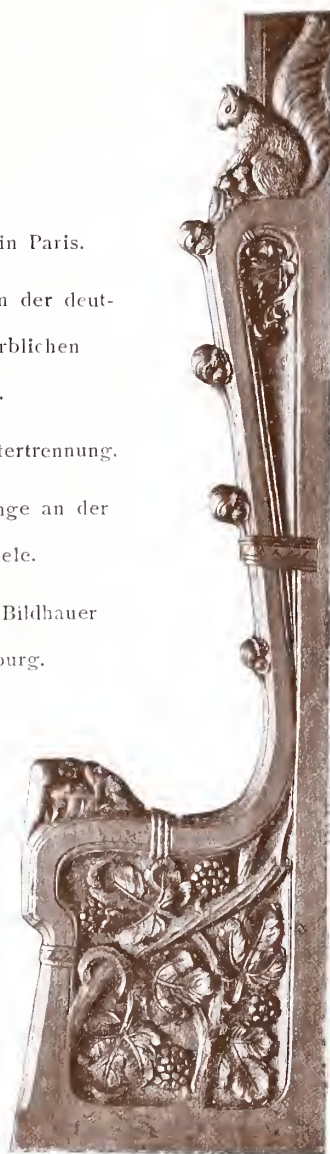 in Paris.
n der deut-
rblichen
tertrennung.
nge an der
ele.
Bildhauer
burg.